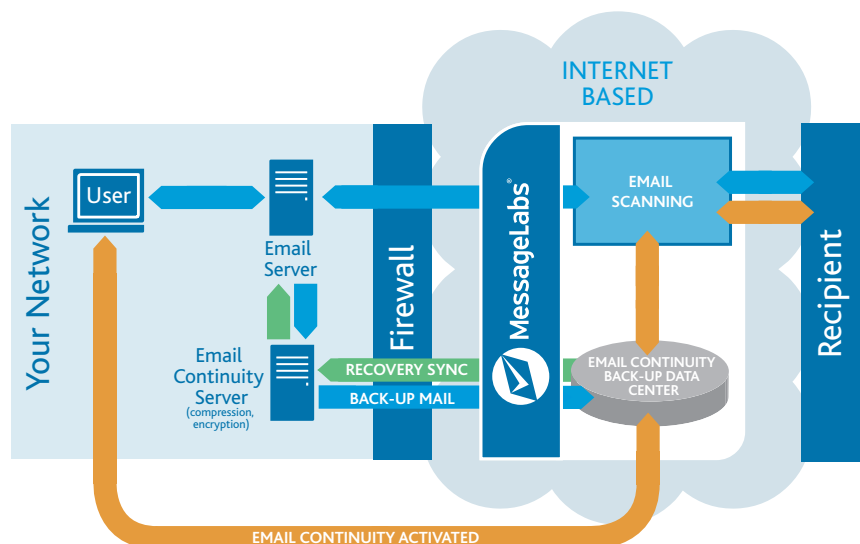 INTERNET
BASED
Your Network
User
Email
Server
Email
Continuity
Server
(compression,
encryption)
Firewall
MessageLabs®
EMAIL
SCANNING
Recipient
RECOVERY SYNC
BACK-UP MAIL
EMAIL CONTINUITY
BACK-UP DATA
CENTER
EMAIL CONTINUITY ACTIVATED